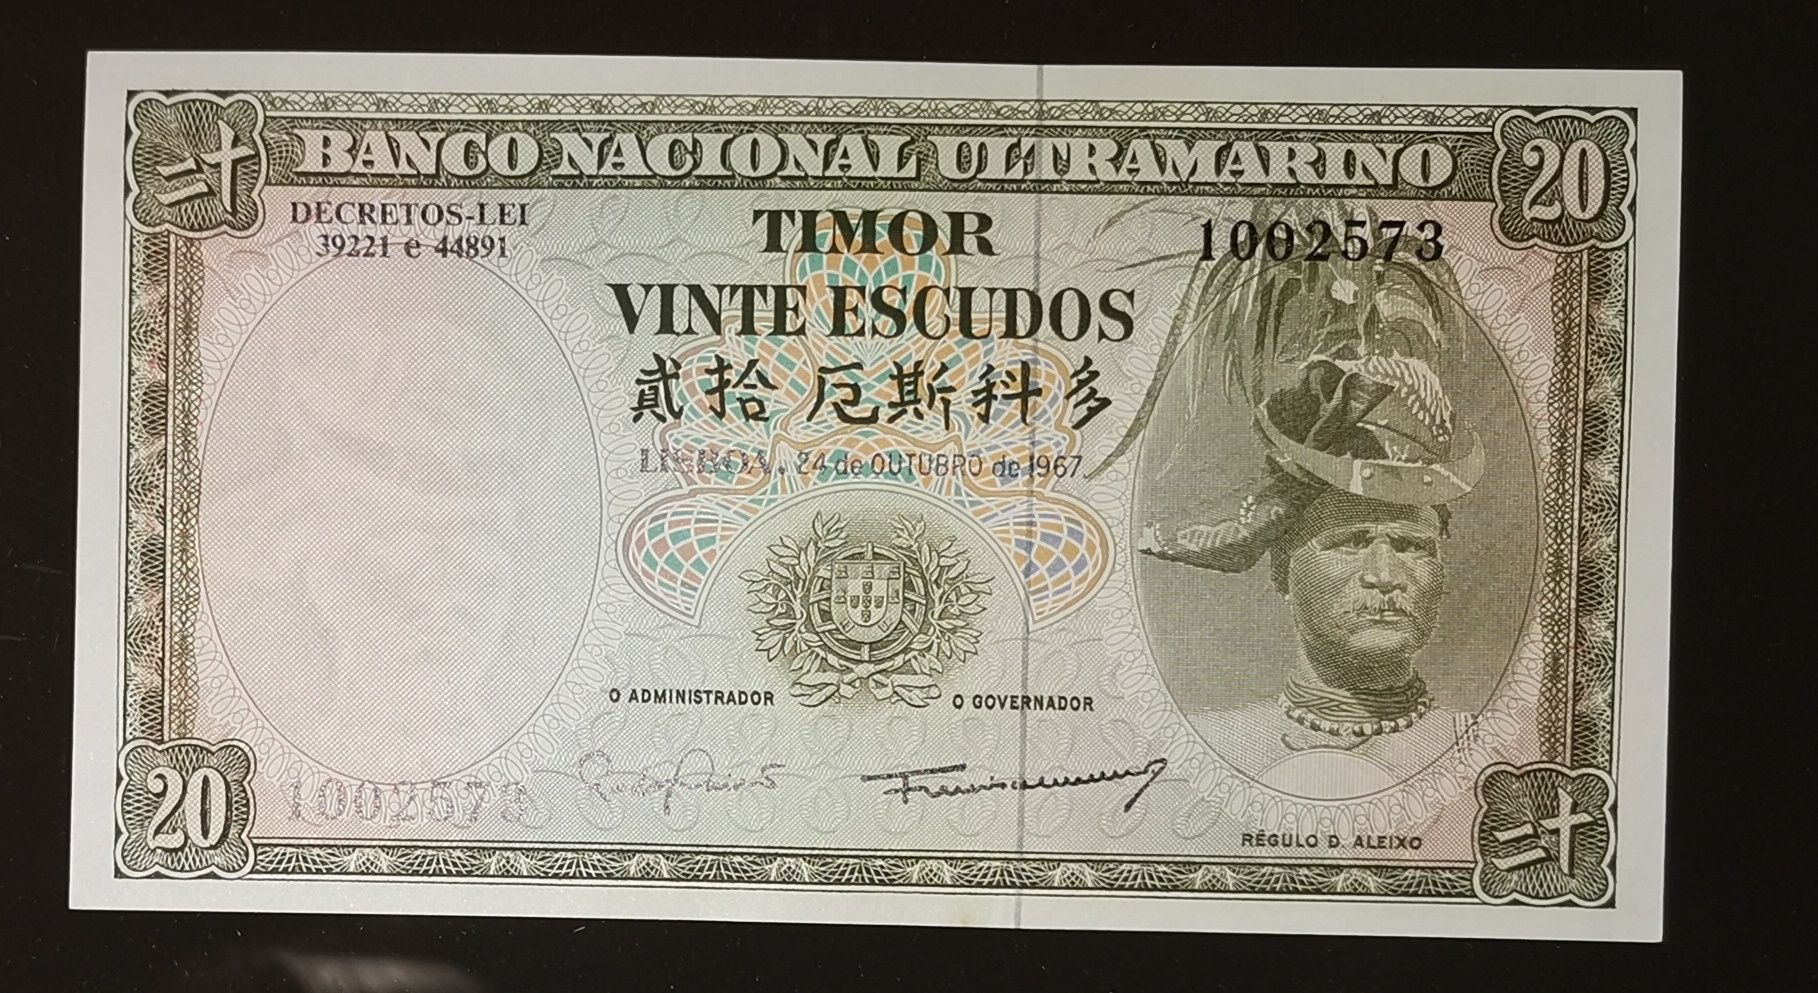 二十 BANCO NACIONAL ULTRAMARINO 20
DECRETOS-LEI
39221 e 44891
TIMOR
1002573
VINTE ESCUDOS
貳拾厄斯科多
LISBOA, 24 de OUTUBRO de 1967
O ADMINISTRADOR O GOVERNADOR
20 1002573
RÉGULO D. ALEIXO
二十